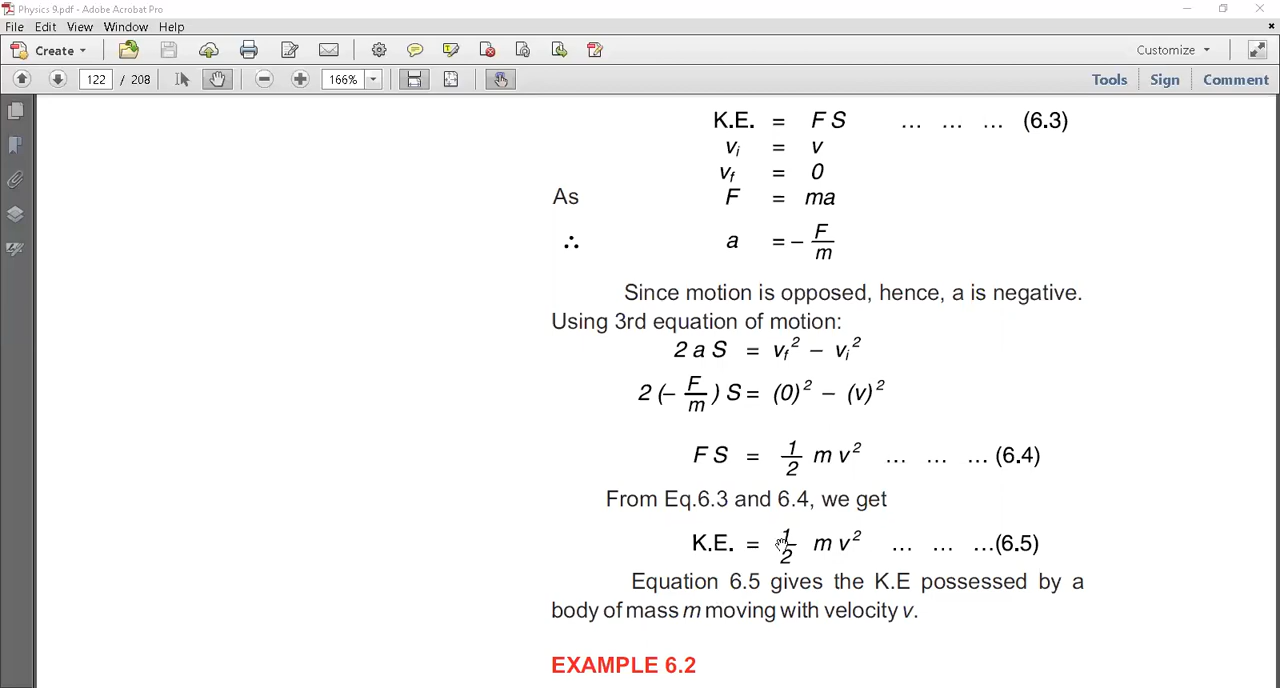 Physics 9.pdf - Adobe Acrobat Pro
File Edit View Window Help
Create Customize
122 / 208 166% Tools Sign Comment
K.E. = F S ... ... ... (6.3)
vᵢ = v
v_f = 0
As F = ma
∴ a = – F/m
Since motion is opposed, hence, a is negative.
Using 3rd equation of motion:
2 a S = v_f² – vᵢ²
2 (– F/m ) S = (0)² – (v)²
F S = 1/2 m v² ... ... ... (6.4)
From Eq.6.3 and 6.4, we get
K.E. = 1/2 m v² ... ... ...(6.5)
Equation 6.5 gives the K.E possessed by a
body of mass m moving with velocity v.
EXAMPLE 6.2